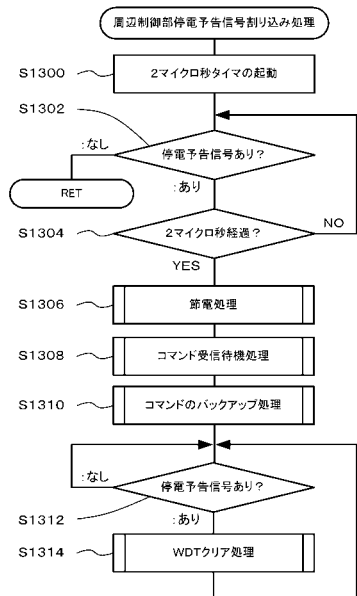 周辺制御部停電予告信号割り込み処理
S1300
2マイクロ秒タイマの起動
S1302
停電予告信号あり？
:なし
RET
:あり
S1304
2マイクロ秒経過？
NO
YES
S1306
節電処理
S1308
コマンド受信待機処理
S1310
コマンドのバックアップ処理
:なし
停電予告信号あり？
S1312
:あり
S1314
WDTクリア処理